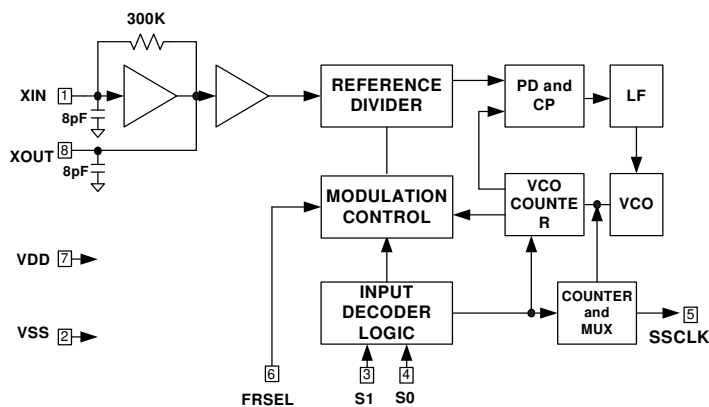 300K
XIN 1
8pF
8
XOUT
8pF
REFERENCE
DIVIDER
PD and
CP
LF
MODULATION
CONTROL
VCO
COUNTE
R
VCO
VDD 7
VSS 2
INPUT
DECODER
LOGIC
COUNTER
and
MUX
5
SSCLK
6
FRSEL
3
S1
4
S0